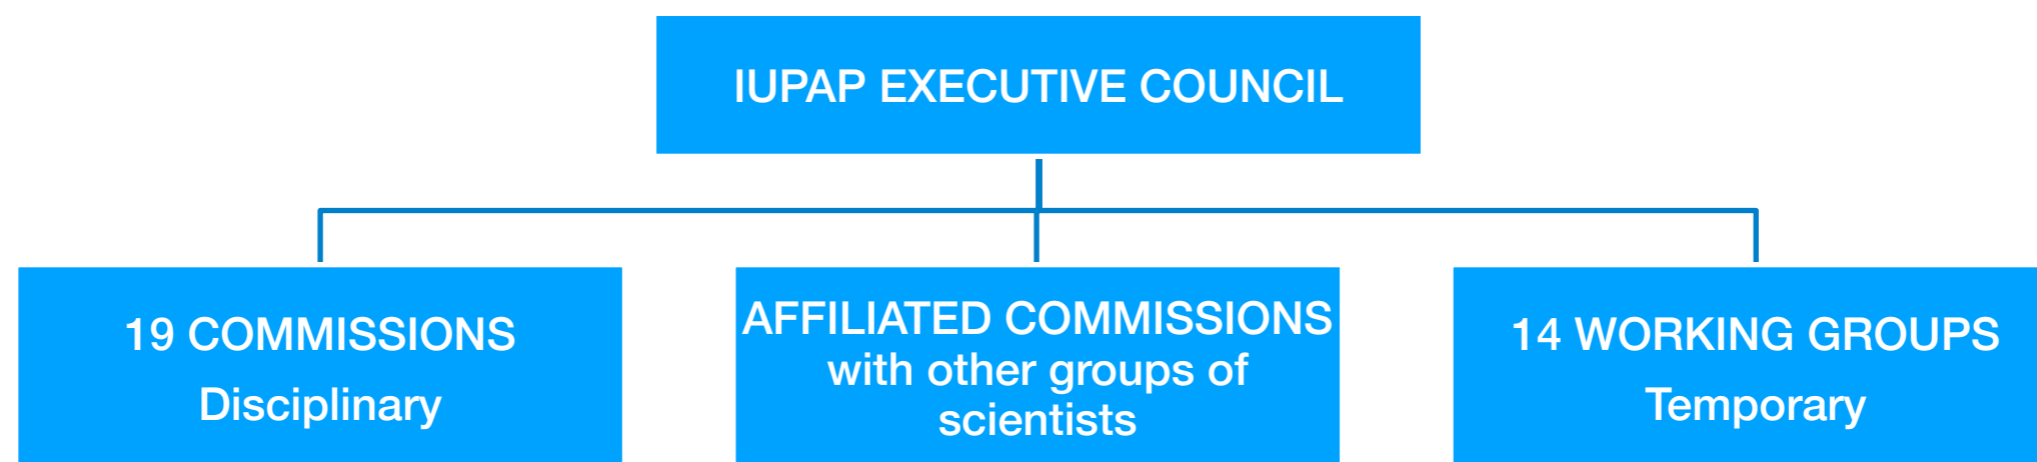 IUPAP EXECUTIVE COUNCIL
19 COMMISSIONS
Disciplinary
AFFILIATED COMMISSIONS
with other groups of
scientists
14 WORKING GROUPS
Temporary